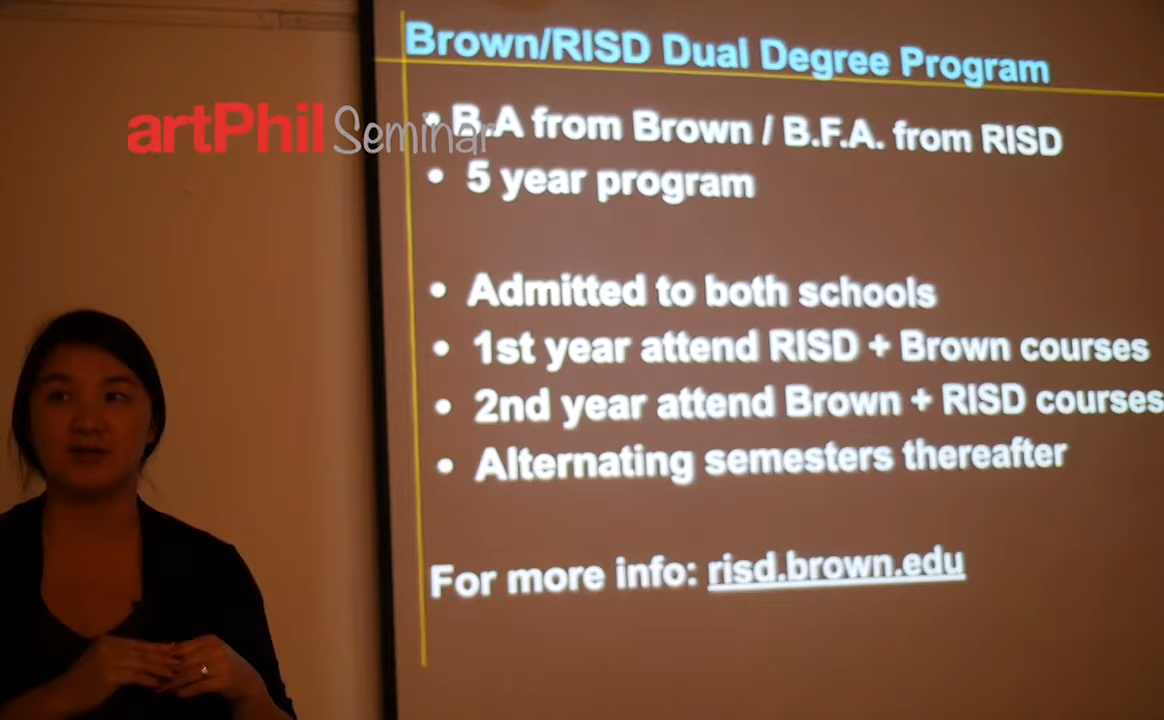 Brown/RISD Dual Degree Program
artPhil Seminar
• B.A from Brown / B.F.A. from RISD
• 5 year program
• Admitted to both schools
• 1st year attend RISD + Brown courses
• 2nd year attend Brown + RISD courses
• Alternating semesters thereafter
For more info: risd.brown.edu